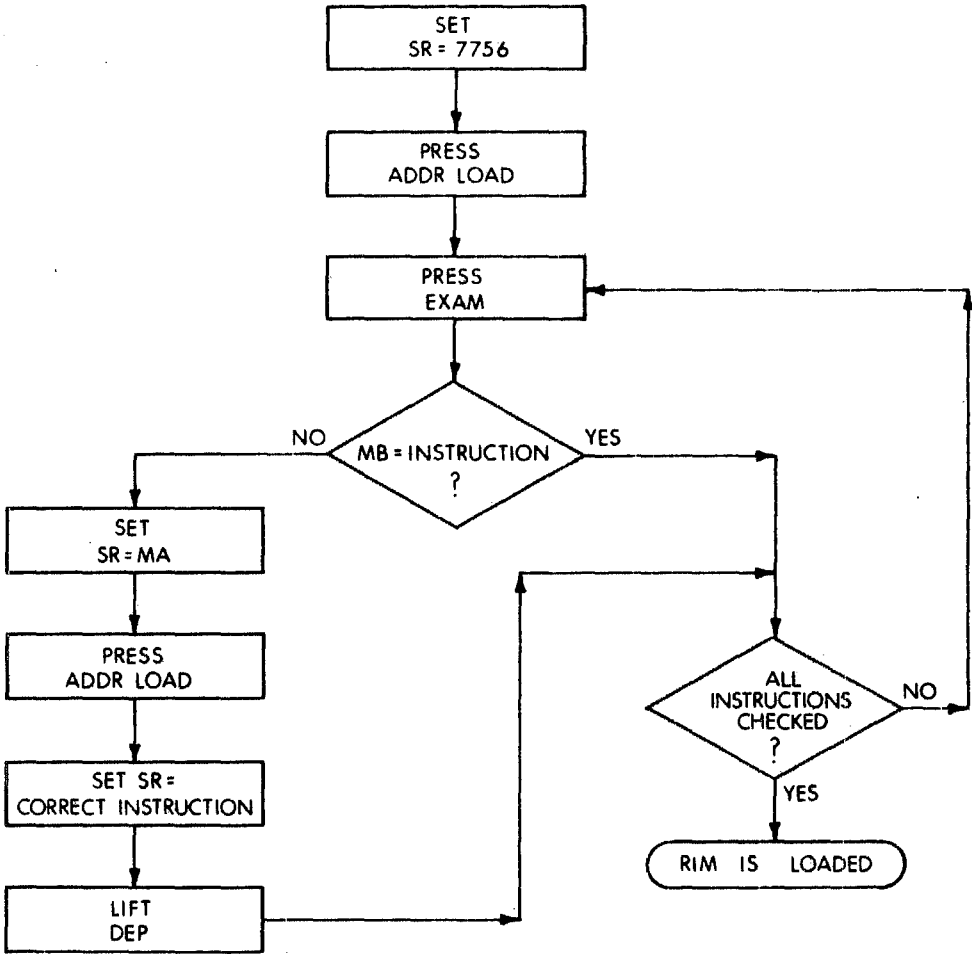 SET
SR = 7756
PRESS
ADDR LOAD
PRESS
EXAM
NO
MB = INSTRUCTION
?
YES
SET
SR = MA
PRESS
ADDR LOAD
SET SR =
CORRECT INSTRUCTION
LIFT
DEP
ALL
INSTRUCTIONS
CHECKED
?
NO
YES
RIM IS LOADED